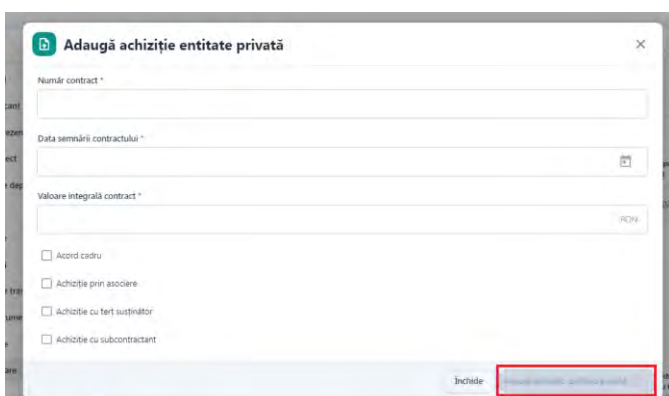 Adaugă achiziție entitate privată
Număr contract *
Data semnării contractului *
Valoare integrală contract *
RON
Acord cadru
Achiziție prin asociere
Achiziție cu terț susținător
Achiziție cu subcontractant
Închide